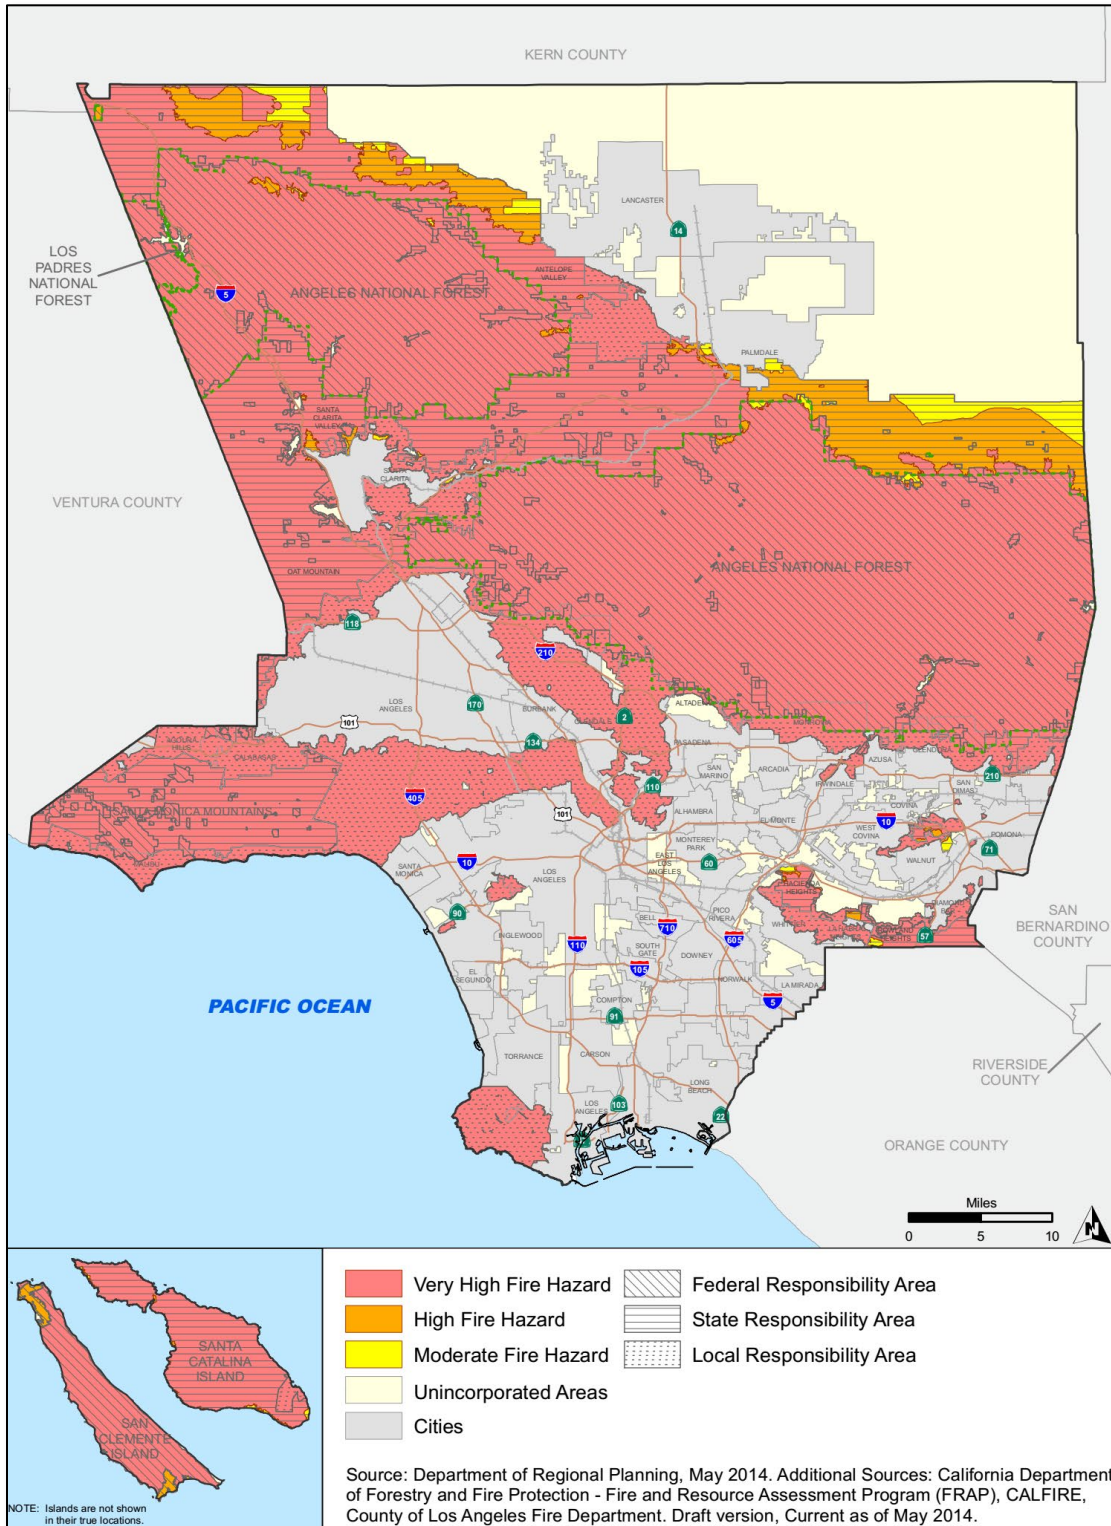 KERN COUNTY
LANCASTER
14
LOS
PADRES
NATIONAL
FOREST
ANTELOPE
VALLEY
5
ANGELES NATIONAL FOREST
PALMDALE
SANTA
CLARITA
VALLEY
SANTA
CLARITA
VENTURA COUNTY
OAT MOUNTAIN
ANGELES NATIONAL FOREST
118
210
LOS
ANGELES
170
BURBANK
GLENDALE
2
ALTADENA
101
134
PASADENA
MONROVIA
GLENDORA
AGOURA
HILLS
CALABASAS
SAN
MARINO
ARCADIA
AZUSA
210
IRWINDALE
SAN
DIMAS
405
110
COVINA
SANTA MONICA MOUNTAINS
101
ALHAMBRA
EL MONTE
10
WEST
COVINA
POMONA
MALIBU
SANTA
MONICA
10
LOS
ANGELES
MONTEREY
PARK
EAST
LOS
ANGELES
60
WALNUT
71
HACIENDA
HEIGHTS
90
BELL
PICO
RIVERA
WHITTIER
DIAMOND
BAR
ROWLAND
HEIGHTS
57
SAN
BERNARDINO
COUNTY
INGLEWOOD
110
710
605
SOUTH
GATE
DOWNEY
EL
SEGUNDO
105
NORWALK
LA MIRADA
5
PACIFIC OCEAN
COMPTON
91
TORRANCE
CARSON
RIVERSIDE
COUNTY
LONG
BEACH
LOS
ANGELES
103
22
ORANGE COUNTY
Miles
0 5 10
N
SANTA
CATALINA
ISLAND
SAN
CLEMENTE
ISLAND
NOTE: Islands are not shown
in their true locations.
Very High Fire Hazard
Federal Responsibility Area
High Fire Hazard
State Responsibility Area
Moderate Fire Hazard
Local Responsibility Area
Unincorporated Areas
Cities
Source: Department of Regional Planning, May 2014. Additional Sources: California Department
of Forestry and Fire Protection - Fire and Resource Assessment Program (FRAP), CALFIRE,
County of Los Angeles Fire Department. Draft version, Current as of May 2014.